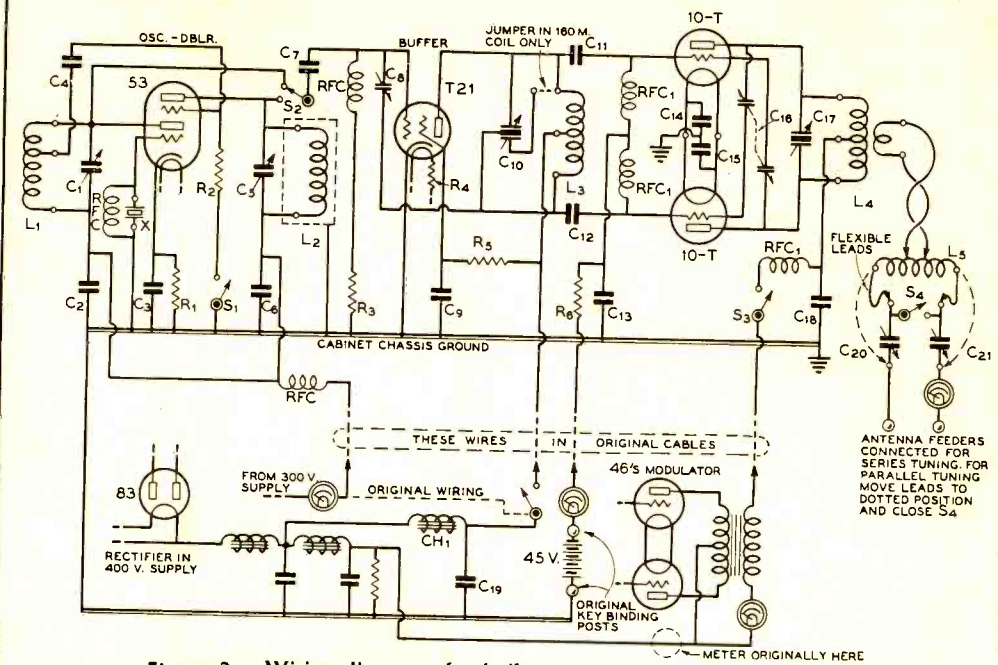 10-T
OSC.-DBLR.
JUMPER IN 160 M.
COIL ONLY
C11
C4
53
C7
BUFFER
C8
RFC
T21
RFC1
S2
C14
C16
C17
C10
C15
C1
R2
C5
R4
L3
RFC1
L4
L1
RFC
X
L2
C12
10-T
FLEXIBLE
LEADS
L5
R5
RFC1
S4
C2
C3
R1
S1
C6
R3
C9
R6
C13
S3
C18
C20
C21
CABINET CHASSIS GROUND
RFC
THESE WIRES IN ORIGINAL CABLES
ANTENNA FEEDERS
CONNECTED FOR
SERIES TUNING. FOR
PARALLEL TUNING
MOVE LEADS TO
DOTTED POSITION
AND CLOSE S4
83
FROM 300 V.
SUPPLY
ORIGINAL WIRING
46's MODULATOR
CH1
RECTIFIER IN
400 V. SUPPLY
45 V.
C19
ORIGINAL
KEY BINDING
POSTS
METER ORIGINALLY HERE